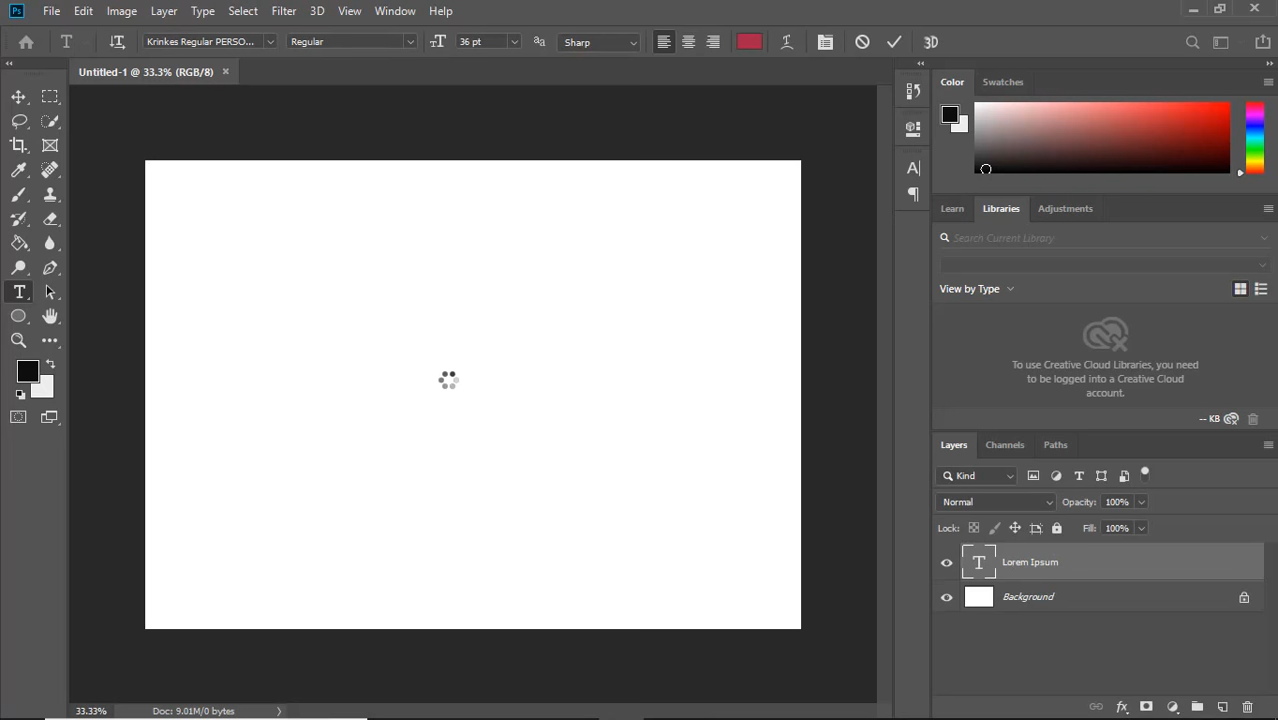 Ps File Edit Image Layer Type Select Filter 3D View Window Help
T Krinkes Regular PERSO... Regular 36 pt Sharp 3D
Untitled-1 @ 33.3% (RGB/8) ×
Color Swatches
Learn Libraries Adjustments
Search Current Library
View by Type
To use Creative Cloud Libraries, you need
to be logged into a Creative Cloud
account.
-- KB
Layers Channels Paths
Kind
Normal Opacity: 100%
Lock: Fill: 100%
Lorem Ipsum
Background
33.33% Doc: 9.01M/0 bytes